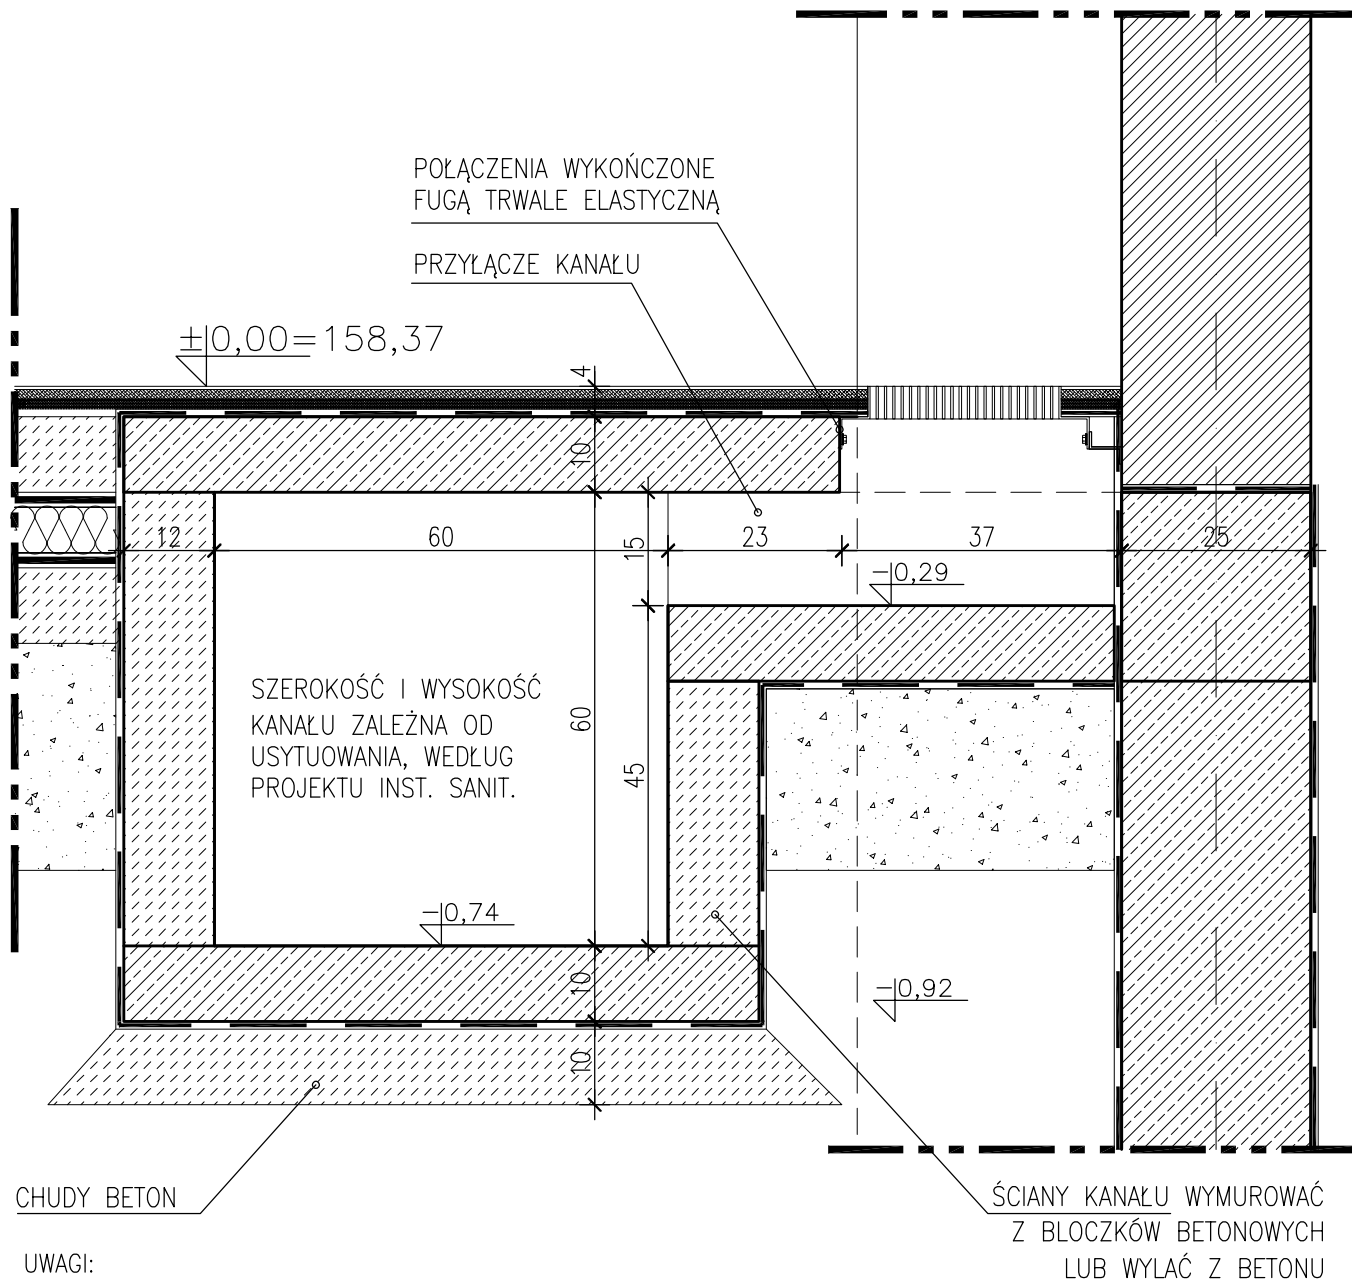 POŁĄCZENIA WYKOŃCZONE
FUGĄ TRWALE ELASTYCZNĄ
PRZYŁĄCZE KANAŁU
±0,00=158,37
4
10
12
60
15
23
37
25
-0,29
SZEROKOŚĆ I WYSOKOŚĆ
KANAŁU ZALEŻNA OD
USYTUOWANIA, WEDŁUG
PROJEKTU INST. SANIT.
60
45
-0,74
10
-0,92
10
CHUDY BETON
ŚCIANY KANAŁU WYMUROWAĆ
Z BLOCZKÓW BETONOWYCH
LUB WYLAĆ Z BETONU
UWAGI: